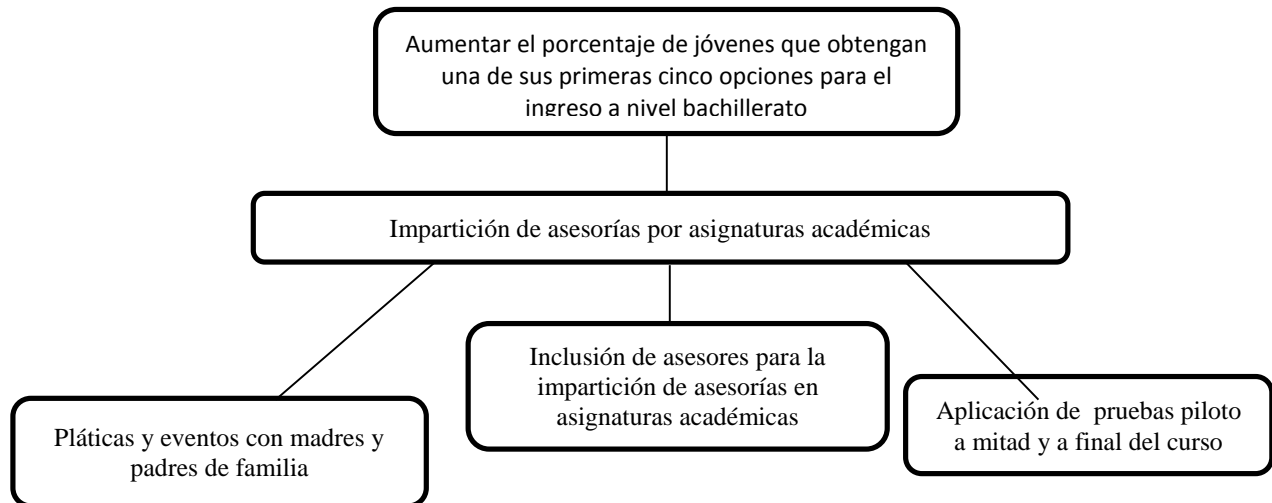 Aumentar el porcentaje de jóvenes que obtengan
una de sus primeras cinco opciones para el
ingreso a nivel bachillerato
Impartición de asesorías por asignaturas académicas
Pláticas y eventos con madres y
padres de familia
Inclusión de asesores para la
impartición de asesorías en
asignaturas académicas
Aplicación de pruebas piloto
a mitad y a final del curso